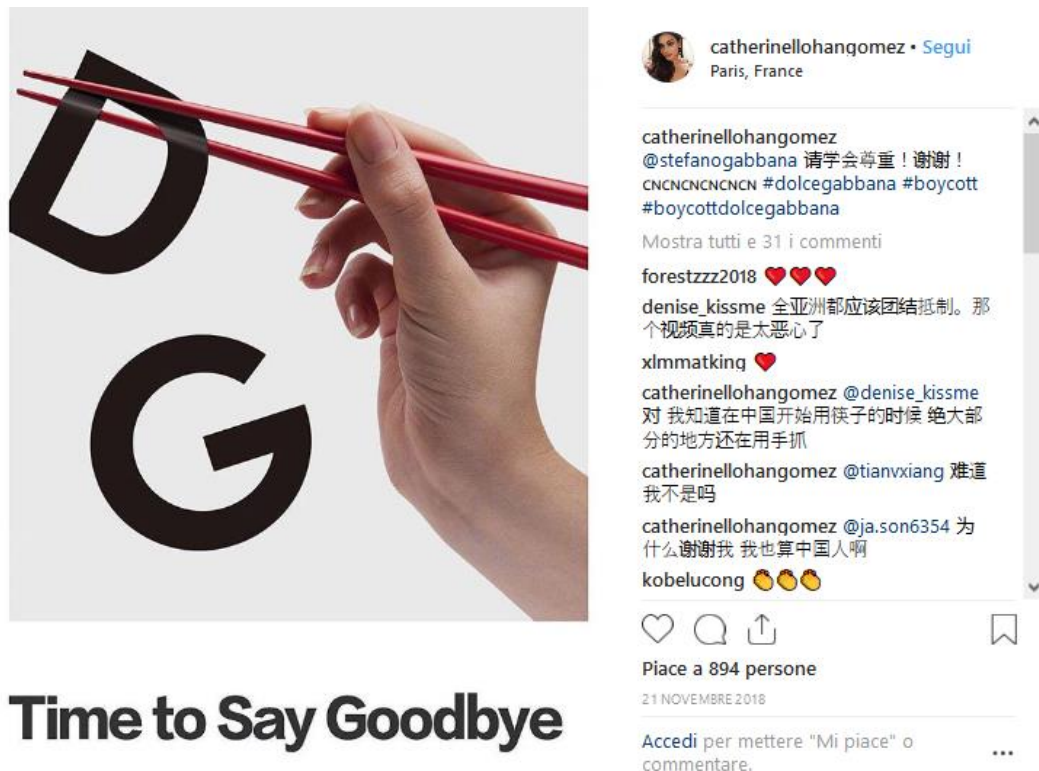 D
G
Time to Say Goodbye
catherinellohangomez • Segui
Paris, France
catherinellohangomez
@stefanogabbana 请学会尊重！谢谢！
CNCNCNCNCNCN #dolcegabbana #boycott
#boycottdolcegabbana
Mostra tutti e 31 i commenti
forestzzz2018 ❤❤❤
denise_kissme 全亚洲都应该团结抵制。那
个视频真的是太恶心了
xlmmatking ❤
catherinellohangomez @denise_kissme
对 我知道在中国开始用筷子的时候 绝大部
分的地方还在用手抓
catherinellohangomez @tianvxiang 难道
我不是吗
catherinellohangomez @ja.son6354 为
什么谢谢我 我也算中国人啊
kobelucong 👏👏👏
Piace a 894 persone
21 NOVEMBRE 2018
Accedi per mettere "Mi piace" o
commentare.